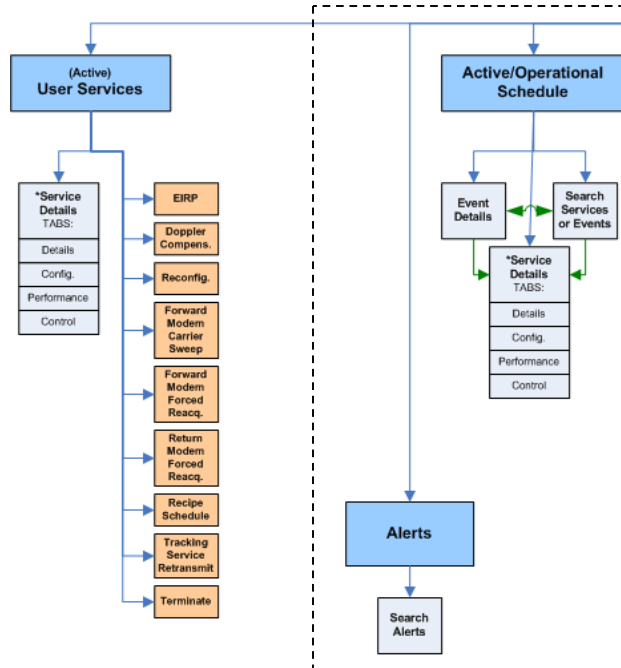 (Active)
User Services
*Service
Details
TABS:
Details
Config.
Performance
Control
EIRP
Doppler
Compens.
Reconfig.
Forward
Modem
Carrier
Sweep
Forward
Modem
Forced
Reacq.
Return
Modem
Forced
Reacq.
Recipe
Schedule
Tracking
Service
Retransmit
Terminate
Active/Operational
Schedule
Event
Details
Search
Services
or Events
*Service
Details
TABS:
Details
Config.
Performance
Control
Alerts
Search
Alerts